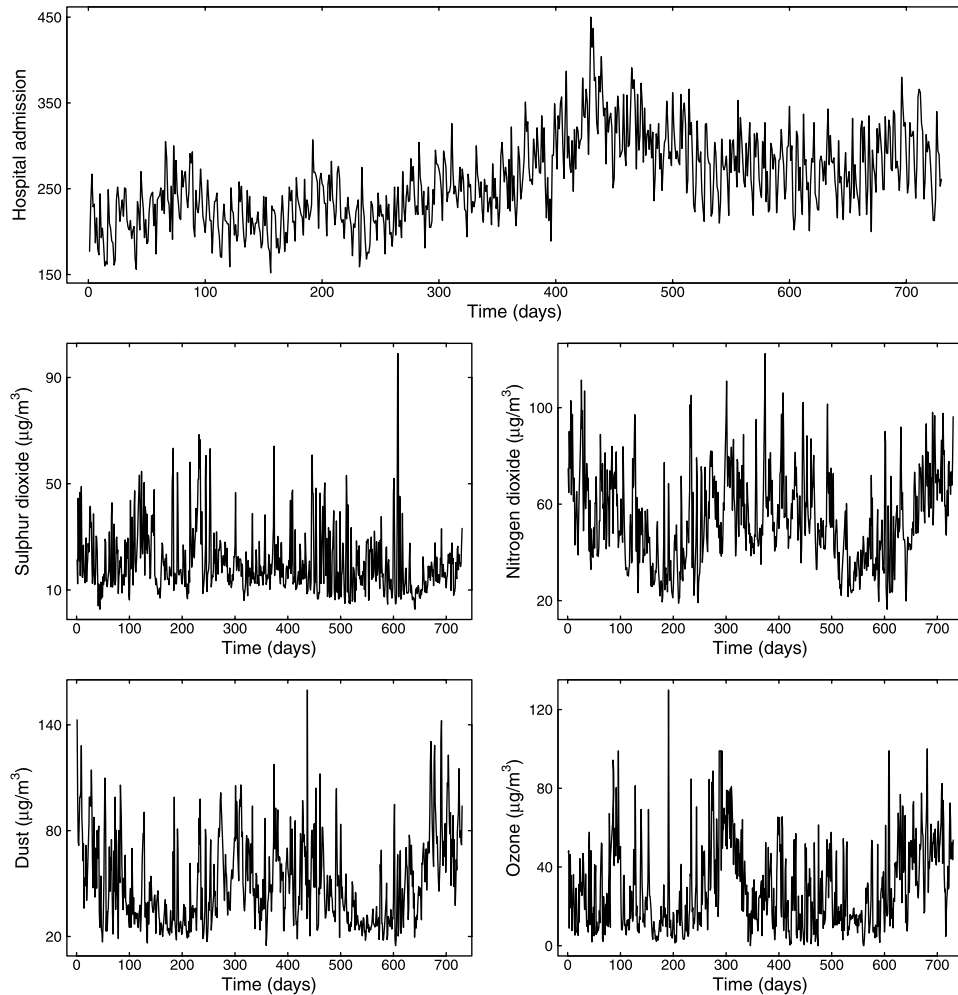 Hospital admission
450
350
250
150
0 100 200 300 400 500 600 700
Time (days)
Sulphur dioxide (μg/m³)
90
50
10
0 100 200 300 400 500 600 700
Time (days)
Nitrogen dioxide (μg/m³)
100
60
20
0 100 200 300 400 500 600 700
Time (days)
Dust (μg/m³)
140
80
20
0 100 200 300 400 500 600 700
Time (days)
Ozone (μg/m³)
120
80
40
0
0 100 200 300 400 500 600 700
Time (days)